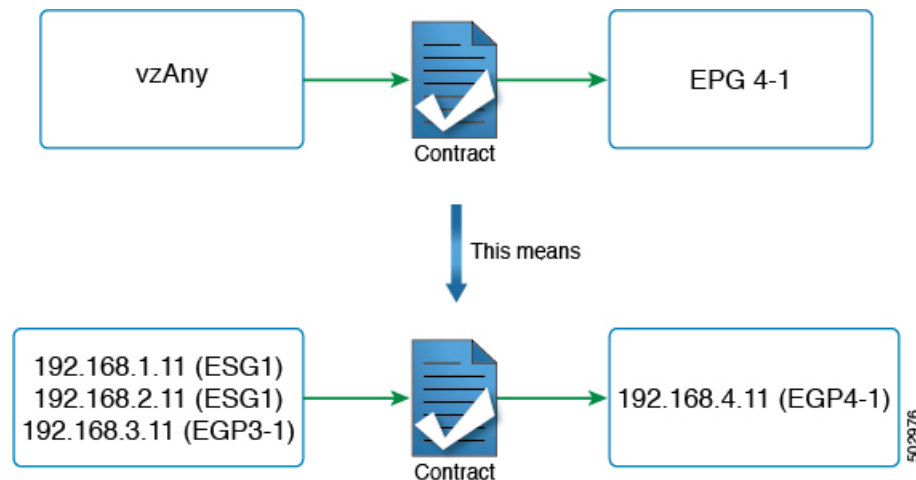 vzAny
Contract
EPG 4-1
This means
192.168.1.11 (ESG1)
192.168.2.11 (ESG1)
192.168.3.11 (EGP3-1)
Contract
192.168.4.11 (EGP4-1)
502976